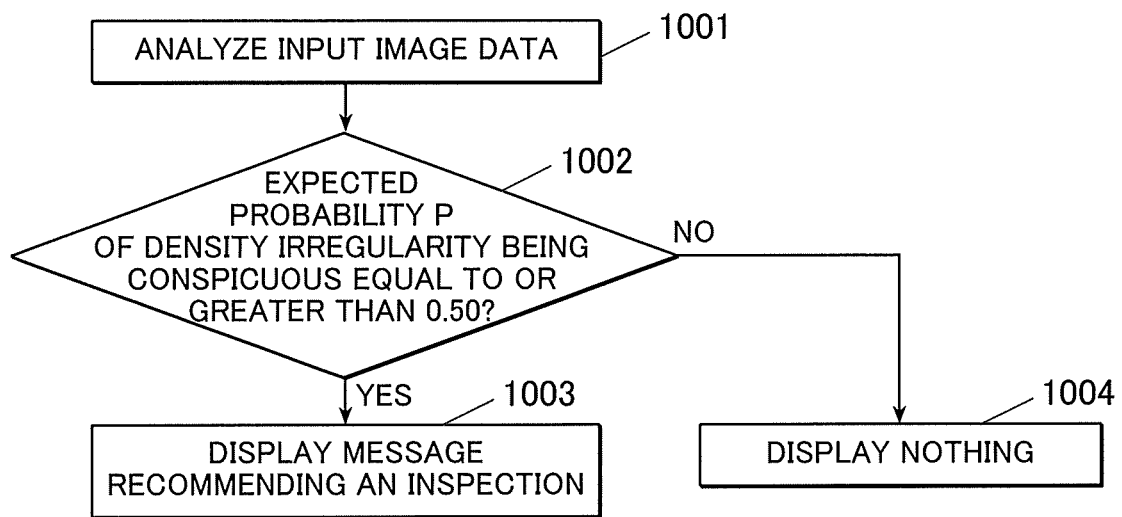 ANALYZE INPUT IMAGE DATA
1001
1002
EXPECTED
PROBABILITY P
OF DENSITY IRREGULARITY BEING
CONSPICUOUS EQUAL TO OR
GREATER THAN 0.50?
NO
YES
1003
DISPLAY MESSAGE
RECOMMENDING AN INSPECTION
1004
DISPLAY NOTHING